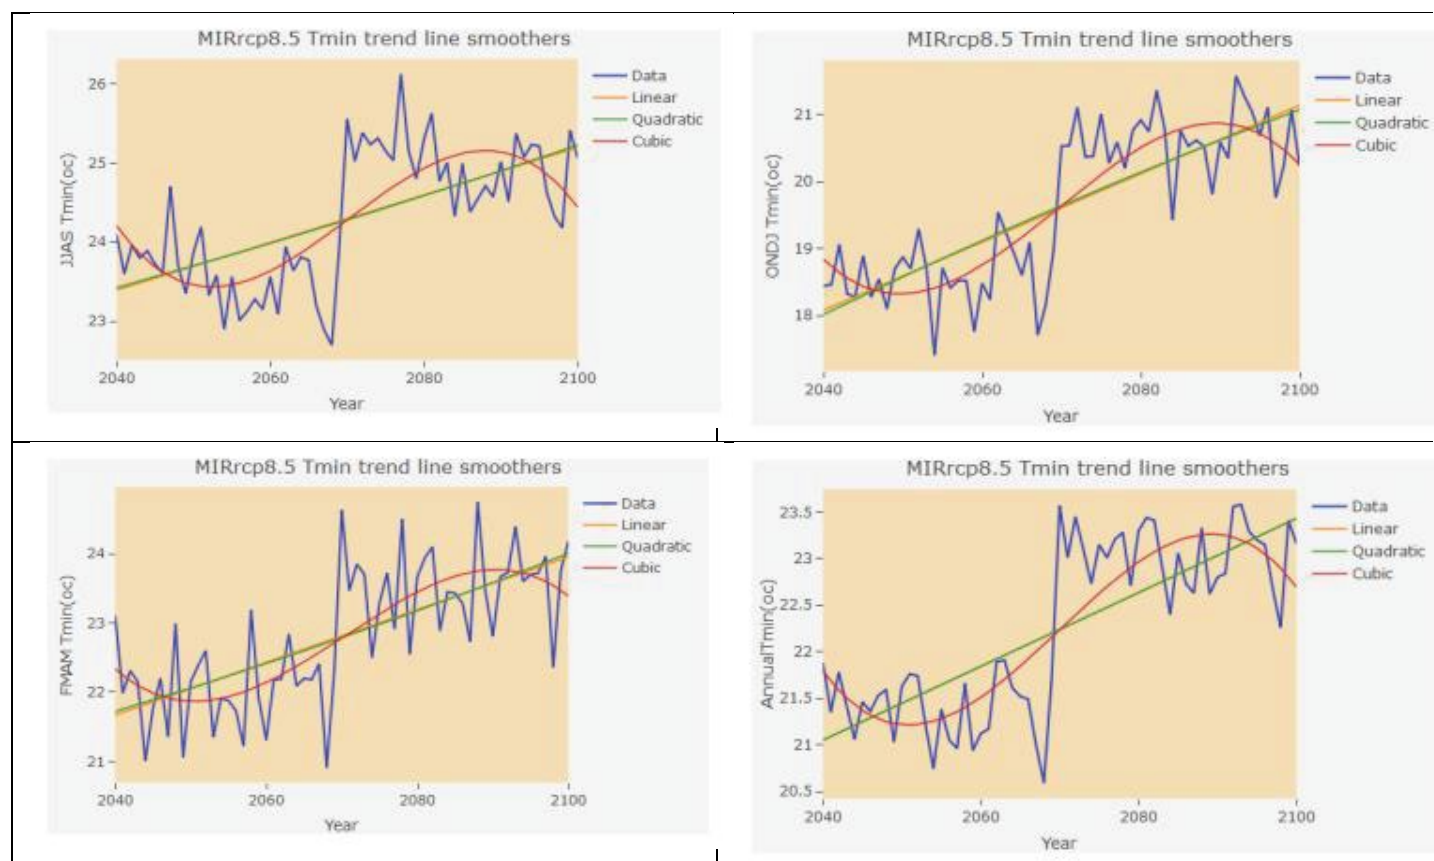 MIRrcp8.5 Tmin trend line smoothers
26
25
24
23
JJAS Tmin(oc)
2040 2060 2080 2100
Year
Data
Linear
Quadratic
Cubic
MIRrcp8.5 Tmin trend line smoothers
21
20
19
18
ONDJ Tmin(oc)
2040 2060 2080 2100
Year
Data
Linear
Quadratic
Cubic
MIRrcp8.5 Tmin trend line smoothers
24
23
22
21
FMAM Tmin(oc)
2040 2060 2080 2100
Year
Data
Linear
Quadratic
Cubic
MIRrcp8.5 Tmin trend line smoothers
23.5
23
22.5
22
21.5
21
20.5
AnnualTmin(oc)
2040 2060 2080 2100
Year
Data
Linear
Quadratic
Cubic